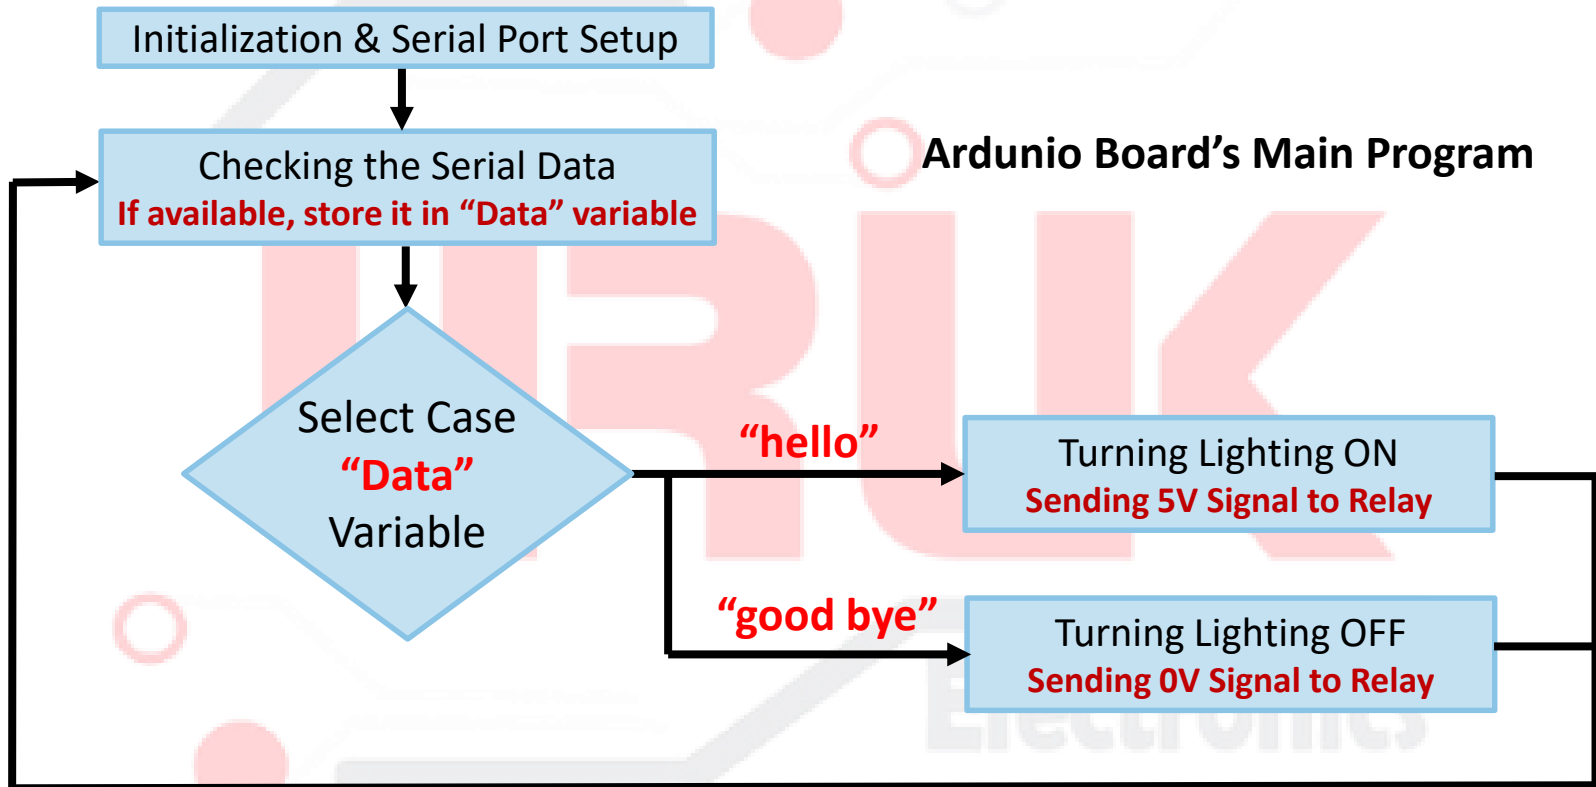 Initialization & Serial Port Setup
Checking the Serial Data
If available, store it in “Data” variable
Ardunio Board’s Main Program
Select Case
“Data”
Variable
“hello”
Turning Lighting ON
Sending 5V Signal to Relay
“good bye”
Turning Lighting OFF
Sending 0V Signal to Relay
URUK
Electronics